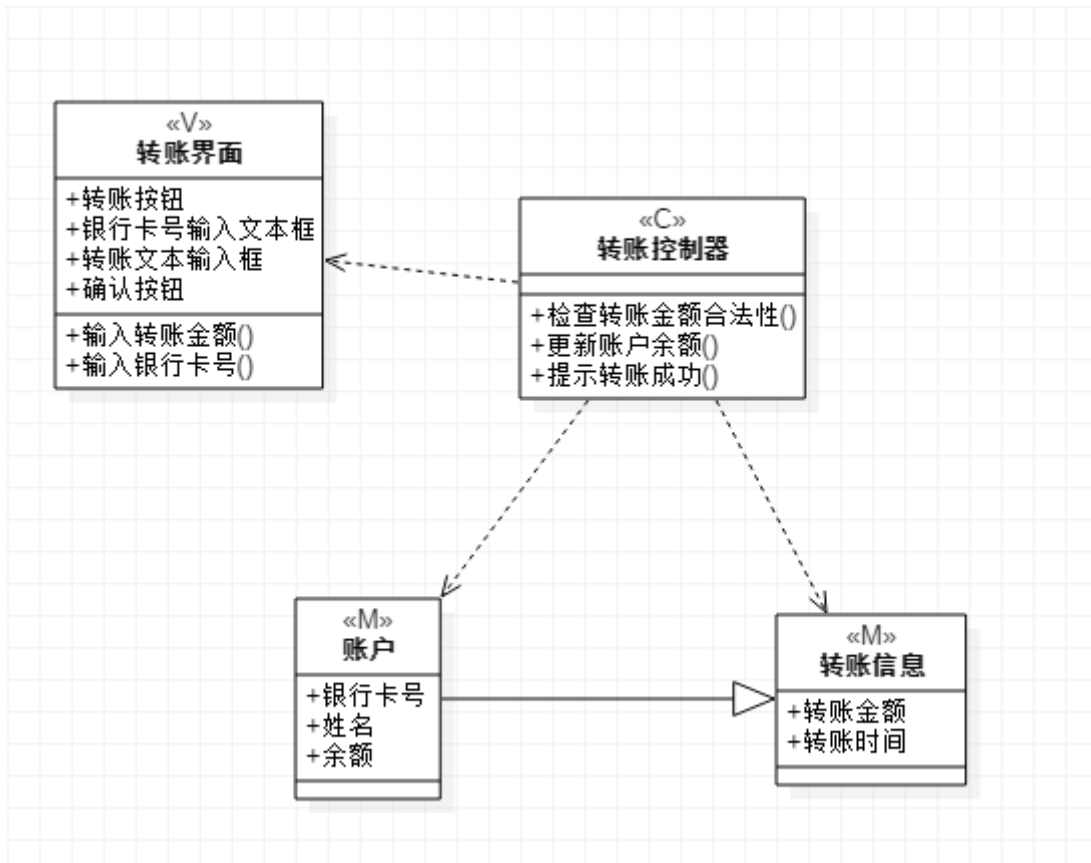 «V»
转账界面
+转账按钮
+银行卡号输入文本框
+转账文本输入框
+确认按钮
+输入转账金额()
+输入银行卡号()
«C»
转账控制器
+检查转账金额合法性()
+更新账户余额()
+提示转账成功()
«M»
账户
+银行卡号
+姓名
+余额
«M»
转账信息
+转账金额
+转账时间